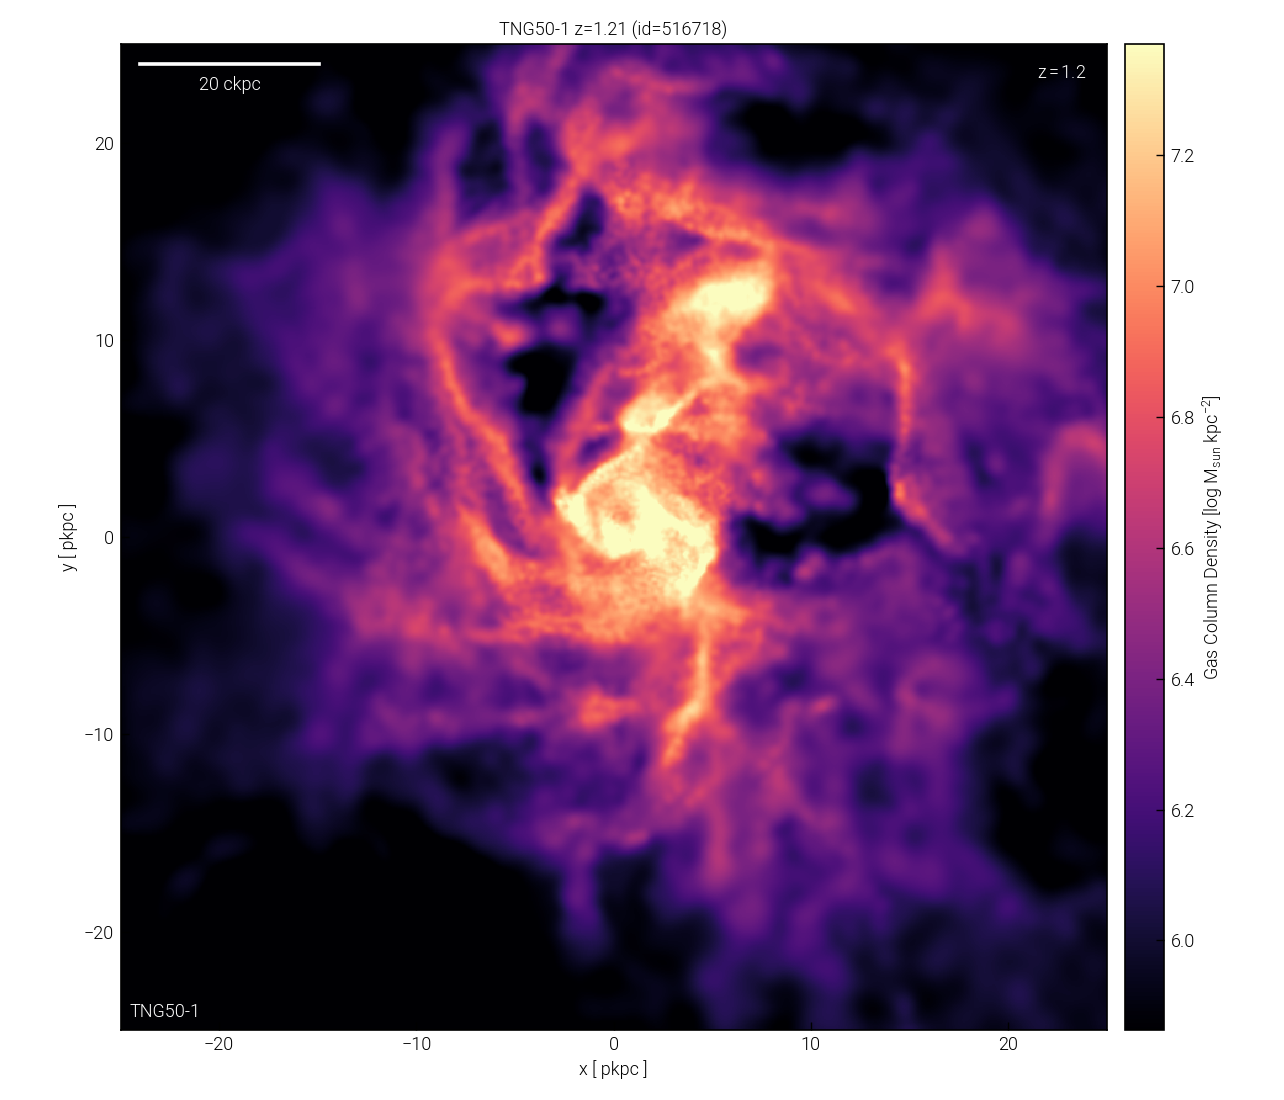 TNG50-1 z=1.21 (id=516718)
20 ckpc
z=1.2
20
10
0
−10
−20
y [ pkpc ]
TNG50-1
−20
−10
0
10
20
x [ pkpc ]
7.2
7.0
6.8
6.6
6.4
6.2
6.0
Gas Column Density [log M_sun kpc⁻²]